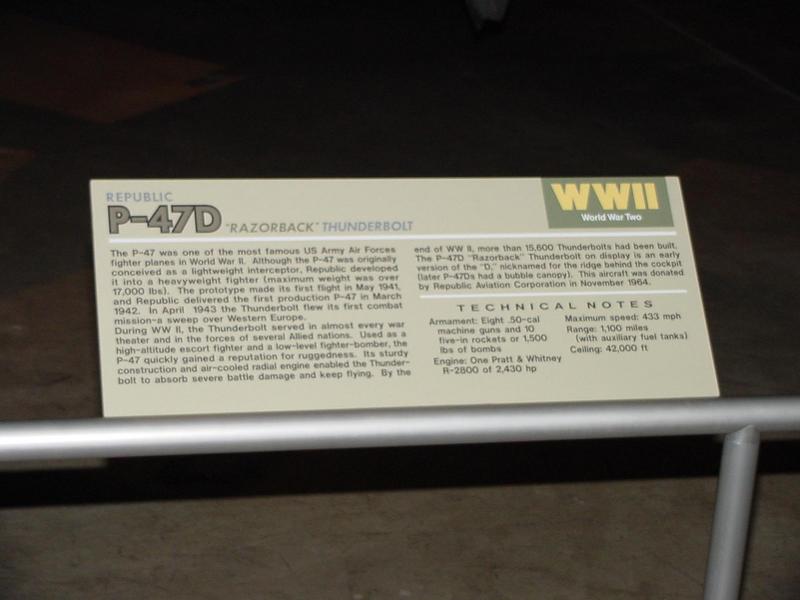 REPUBLIC
P-47D "RAZORBACK" THUNDERBOLT
WWII
World War Two
The P-47 was one of the most famous US Army Air Forces
fighter planes in World War II. Although the P-47 was originally
conceived as a lightweight interceptor, Republic developed
it into a heavyweight fighter (maximum weight was over
17,000 lbs). The prototype made its first flight in May 1941,
and Republic delivered the first production P-47 in March
1942. In April 1943 the Thunderbolt flew its first combat
mission-a sweep over Western Europe.
During WW II, the Thunderbolt served in almost every war
theater and in the forces of several Allied nations. Used as a
high-altitude escort fighter and a low-level fighter-bomber, the
P-47 quickly gained a reputation for ruggedness. Its sturdy
construction and air-cooled radial engine enabled the Thunder-
bolt to absorb severe battle damage and keep flying. By the
end of WW II, more than 15,600 Thunderbolts had been built.
The P-47D "Razorback" Thunderbolt on display is an early
version of the "D," nicknamed for the ridge behind the cockpit
(later P-47Ds had a bubble canopy). This aircraft was donated
by Republic Aviation Corporation in November 1964.
TECHNICAL NOTES
Armament: Eight .50-cal
machine guns and 10
five-in rockets or 1,500
lbs of bombs
Engine: One Pratt & Whitney
R-2800 of 2,430 hp
Maximum speed: 433 mph
Range: 1,100 miles
(with auxiliary fuel tanks)
Ceiling: 42,000 ft